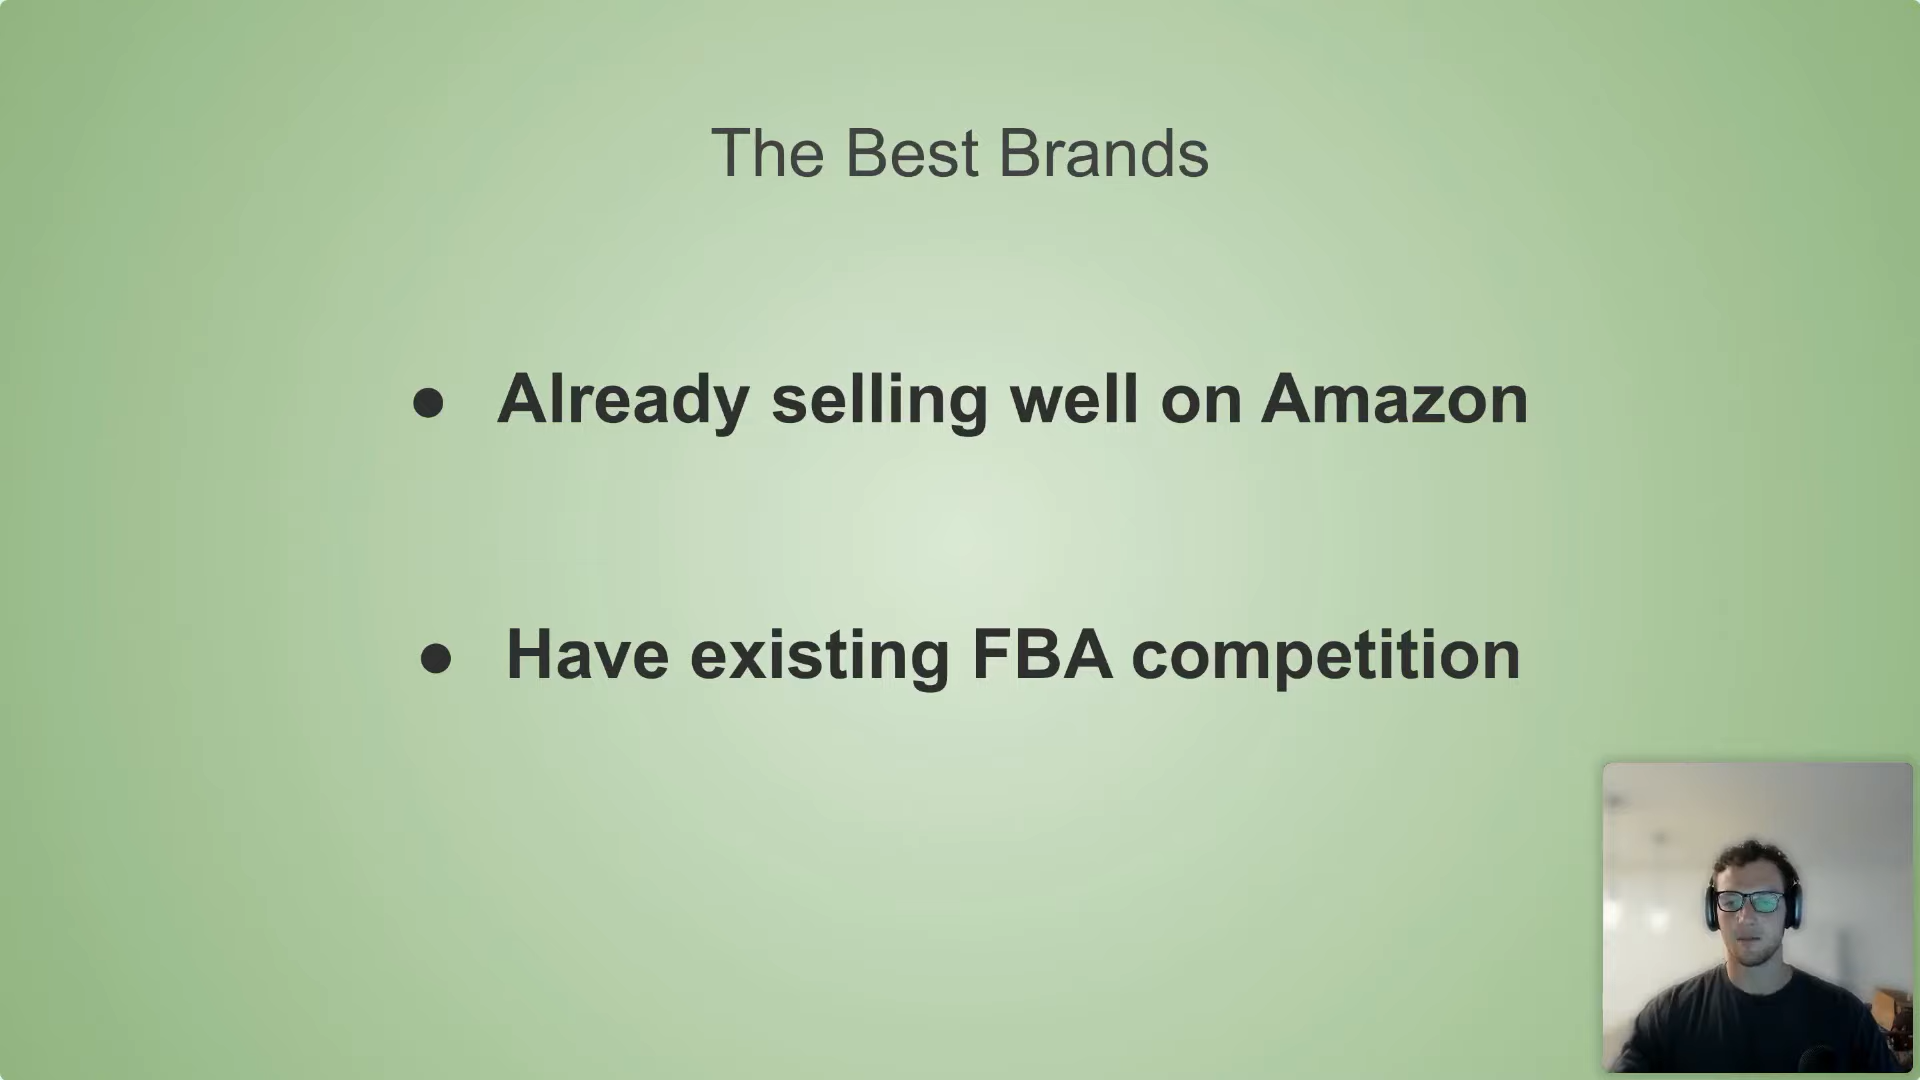 The Best Brands
● Already selling well on Amazon
● Have existing FBA competition